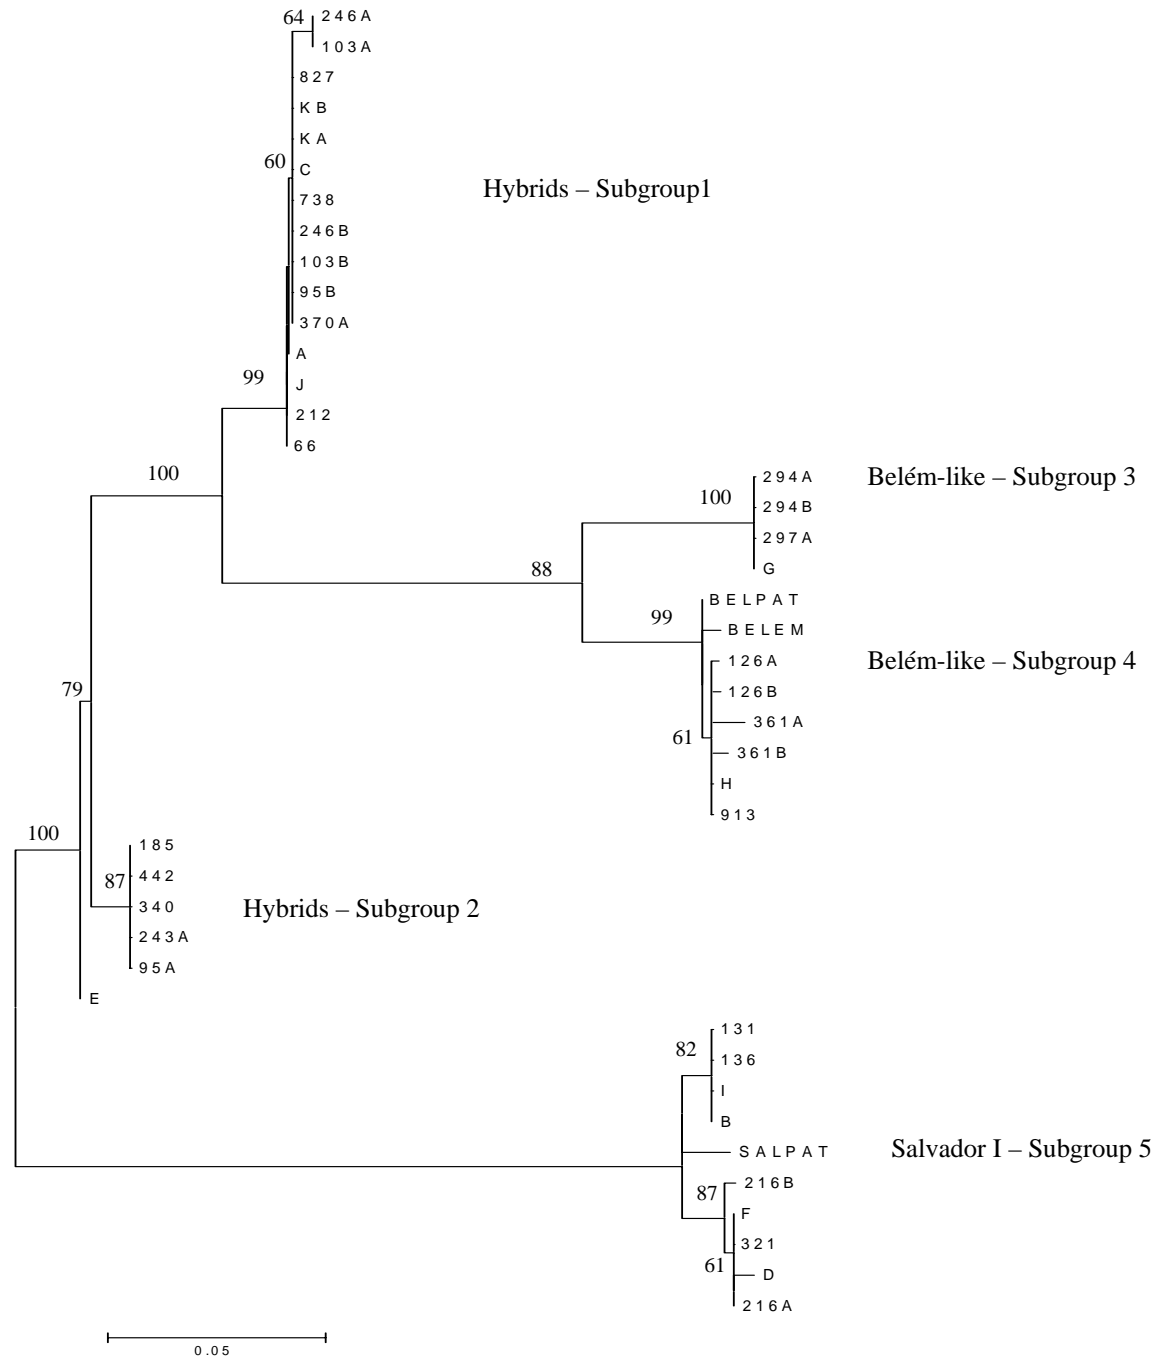 64
246A
103A
827
KB
KA
60
C
Hybrids – Subgroup1
738
246B
103B
95B
370A
A
99
J
212
66
100
294A
Belém-like – Subgroup 3
100
294B
297A
88
G
BELPAT
99
BELEM
126A
Belém-like – Subgroup 4
79
126B
361A
61
361B
H
913
100
185
87
442
340
Hybrids – Subgroup 2
243A
95A
E
131
82
136
I
B
SALPAT
Salvador I – Subgroup 5
216B
87
F
321
61
D
216A
0.05